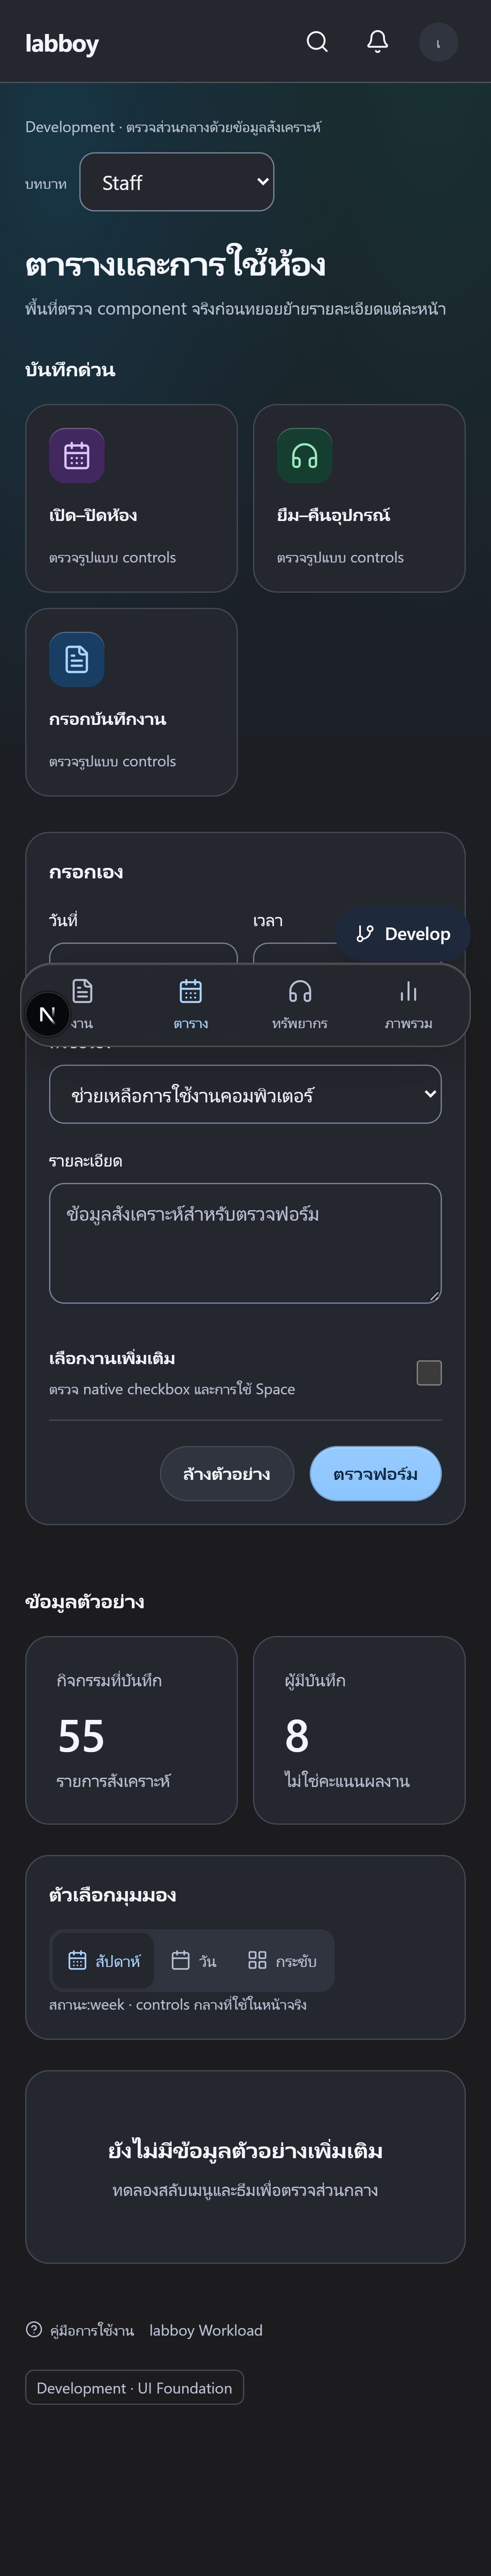 labboy
เ
Development · ตรวจส่วนกลางด้วยข้อมูลสังเคราะห์
บทบาท Staff
ตารางและการใช้ห้อง
พื้นที่ตรวจ component จริงก่อนทยอยย้ายรายละเอียดแต่ละหน้า
บันทึกด่วน
เปิด–ปิดห้อง
ตรวจรูปแบบ controls
ยืม–คืนอุปกรณ์
ตรวจรูปแบบ controls
กรอกบันทึกงาน
ตรวจรูปแบบ controls
กรอกเอง
วันที่ เวลา
Develop
N งาน ตาราง ทรัพยากร ภาพรวม
ช่วยเหลือการใช้งานคอมพิวเตอร์
รายละเอียด
ข้อมูลสังเคราะห์สำหรับตรวจฟอร์ม
เลือกงานเพิ่มเติม
ตรวจ native checkbox และการใช้ Space
ล้างตัวอย่าง ตรวจฟอร์ม
ข้อมูลตัวอย่าง
กิจกรรมที่บันทึก
55
รายการสังเคราะห์
ผู้มีบันทึก
8
ไม่ใช่คะแนนผลงาน
ตัวเลือกมุมมอง
สัปดาห์ วัน กระชับ
สถานะ:week · controls กลางที่ใช้ในหน้าจริง
ยังไม่มีข้อมูลตัวอย่างเพิ่มเติม
ทดลองสลับเมนูและธีมเพื่อตรวจส่วนกลาง
คู่มือการใช้งาน labboy Workload
Development · UI Foundation